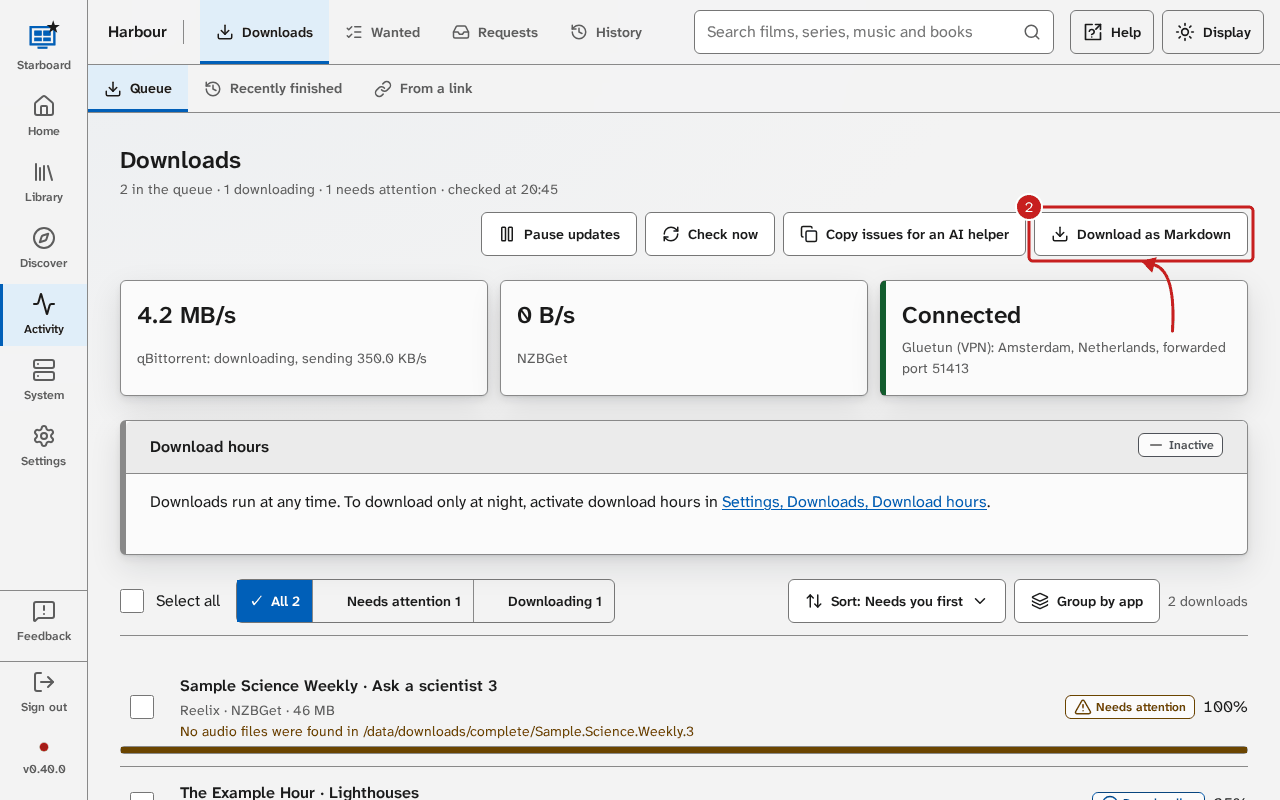 Starboard
Home
Library
Discover
Activity
System
Settings
Feedback
Sign out
v0.40.0
Harbour
Downloads
Wanted
Requests
History
Search films, series, music and books
Help
Display
Queue
Recently finished
From a link
Downloads
2 in the queue · 1 downloading · 1 needs attention · checked at 20:45
Pause updates
Check now
Copy issues for an AI helper
2
Download as Markdown
4.2 MB/s
qBittorrent: downloading, sending 350.0 KB/s
0 B/s
NZBGet
Connected
Gluetun (VPN): Amsterdam, Netherlands, forwarded
port 51413
Download hours
Inactive
Downloads run at any time. To download only at night, activate download hours in Settings, Downloads, Download hours.
Select all
✓ All 2
Needs attention 1
Downloading 1
Sort: Needs you first
Group by app
2 downloads
Sample Science Weekly · Ask a scientist 3
Reelix · NZBGet · 46 MB
No audio files were found in /data/downloads/complete/Sample.Science.Weekly.3
Needs attention
100%
The Example Hour · Lighthouses